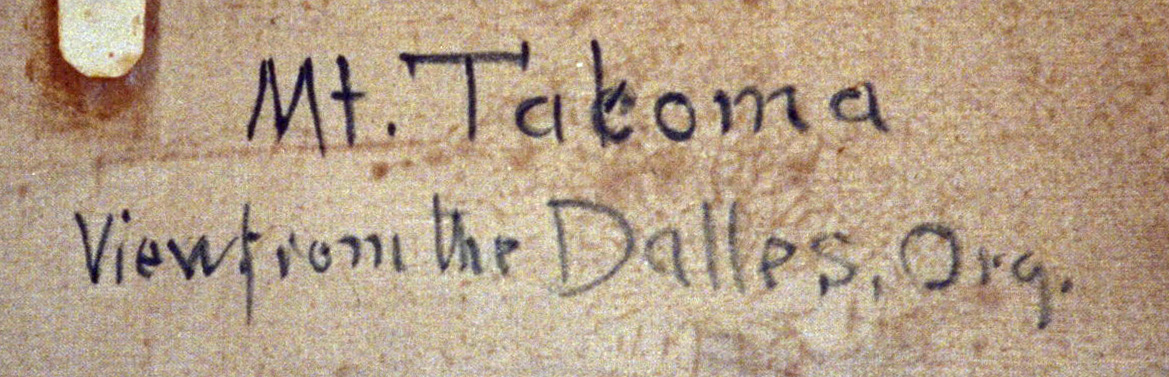 Mt. Takoma
View from the Dalles, Org.